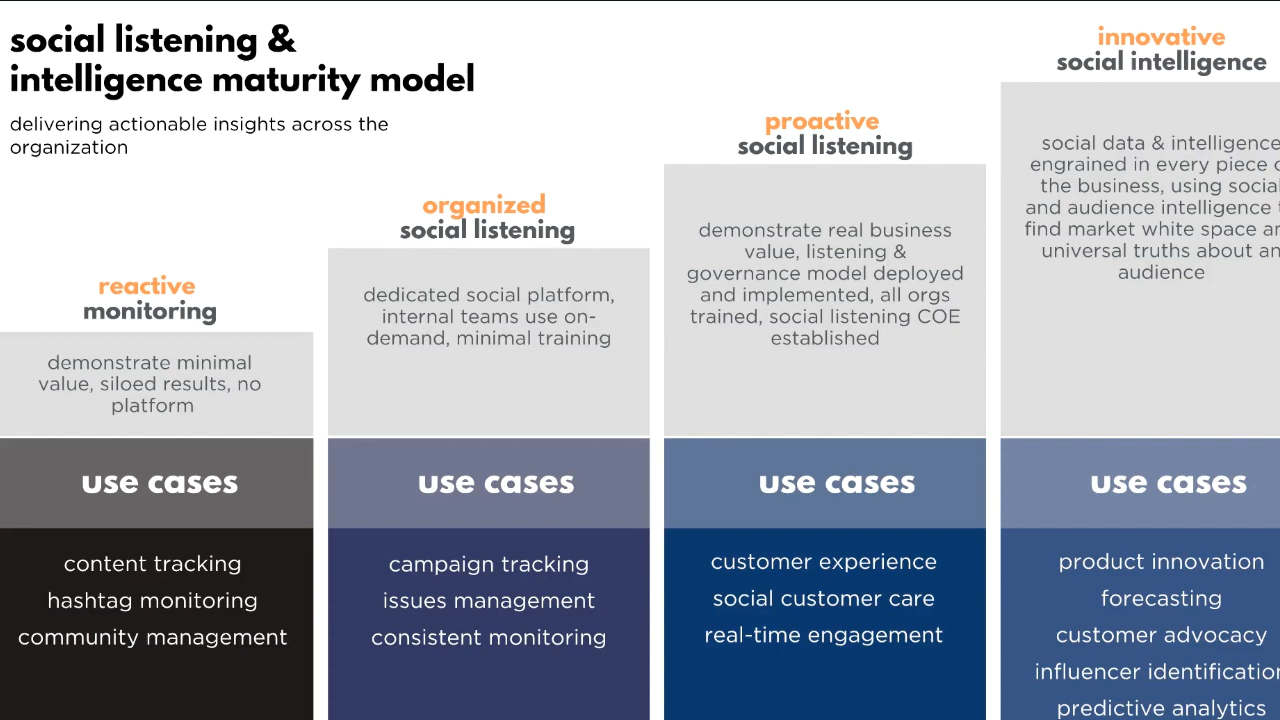 social listening &
intelligence maturity model
delivering actionable insights across the
organization
reactive
monitoring
demonstrate minimal
value, siloed results, no
platform
use cases
content tracking
hashtag monitoring
community management
organized
social listening
dedicated social platform,
internal teams use on-
demand, minimal training
use cases
campaign tracking
issues management
consistent monitoring
proactive
social listening
demonstrate real business
value, listening &
governance model deployed
and implemented, all orgs
trained, social listening COE
established
use cases
customer experience
social customer care
real-time engagement
innovative
social intelligence
social data & intelligence
engrained in every piece
the business, using social
and audience intelligence
find market white space
universal truths about
audience
use cases
product innovation
forecasting
customer advocacy
influencer identification
predictive analytics